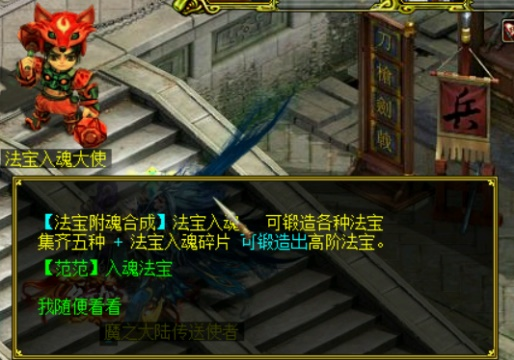 刀
槍
劍
戟
兵
法宝入魂大使
【法宝附魂合成】法宝入魂 可锻造各种法宝
集齐五种 + 法宝入魂碎片 可锻造出高阶法宝。
【范范】入魂法宝
我随便看看
魔之大陆传送使者